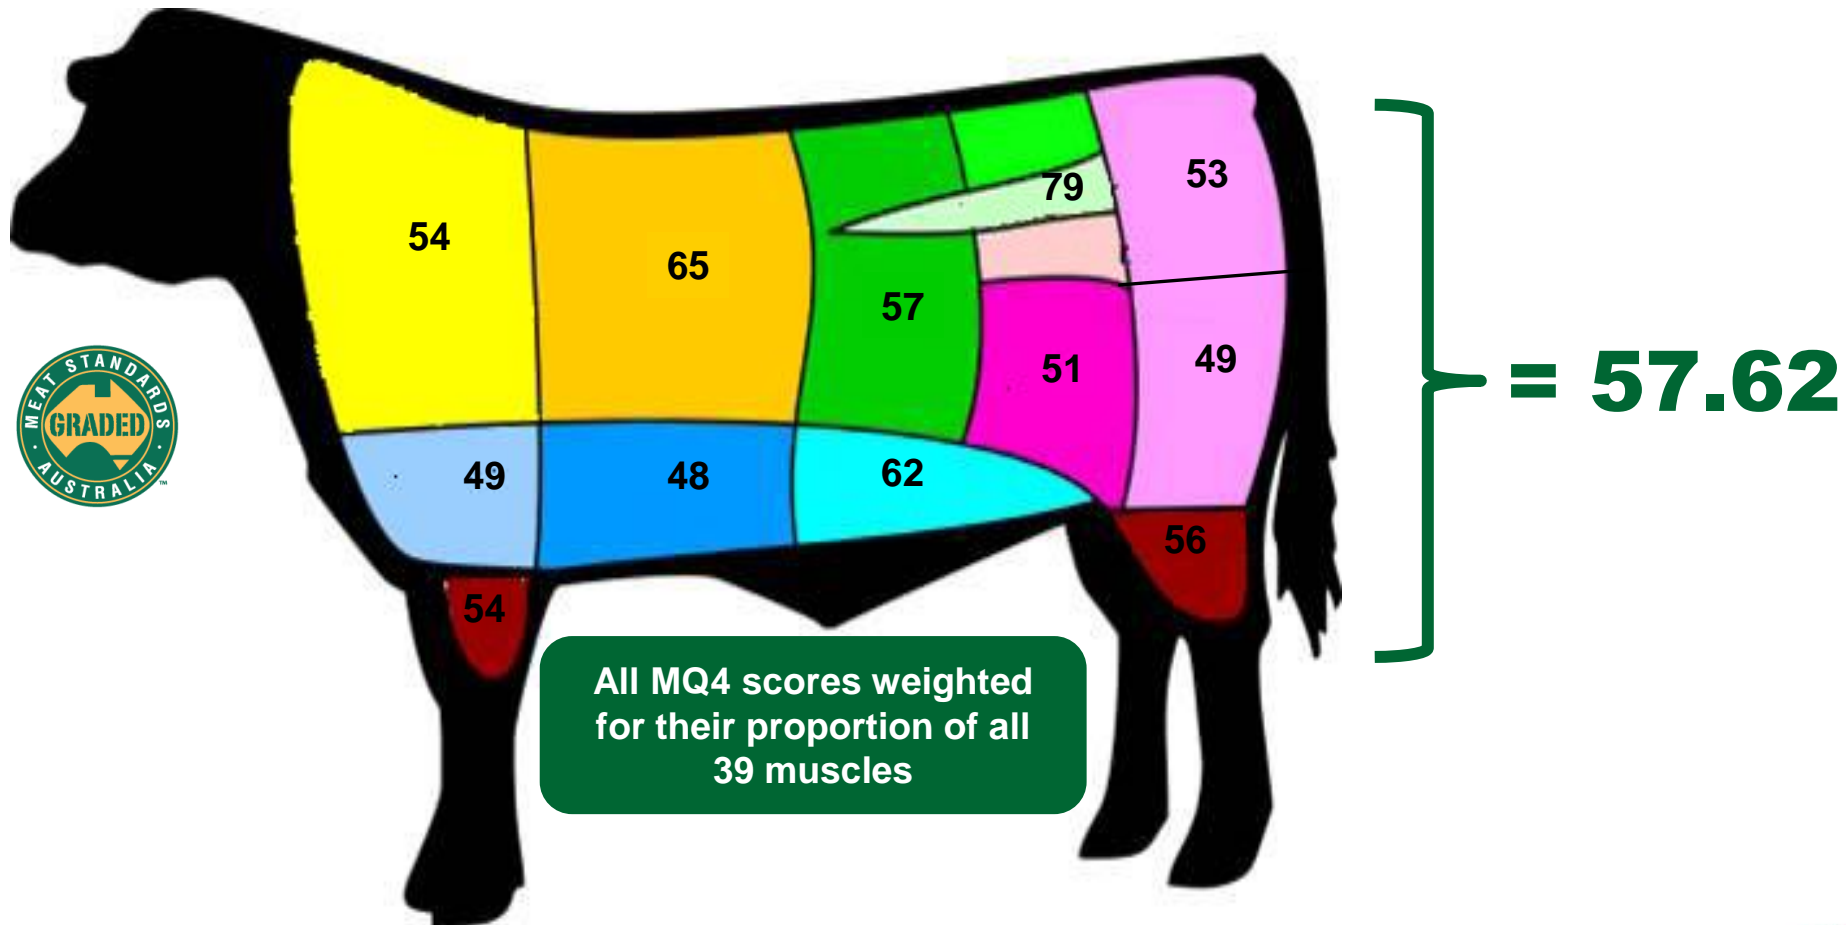 54
65
57
79
53
51
49
49
48
62
56
54
MEAT STANDARDS
GRADED
· AUSTRALIA ·
™
All MQ4 scores weighted
for their proportion of all
39 muscles
= 57.62